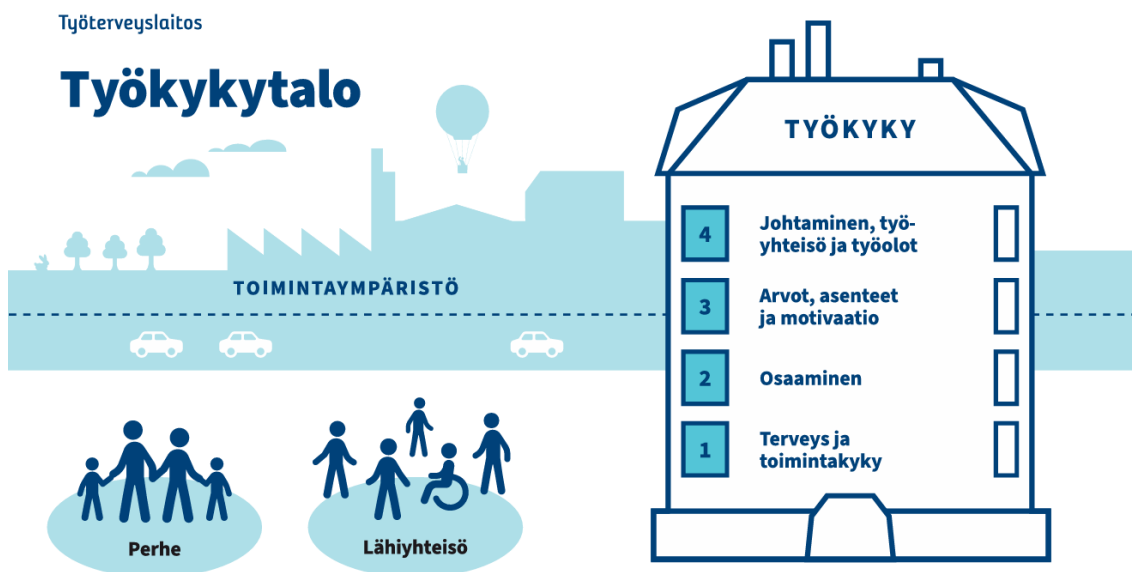 Työterveyslaitos
Työkykytalo
TYÖKYKY
4
Johtaminen, työ-
yhteisö ja työolot
3
Arvot, asenteet
ja motivaatio
2
Osaaminen
1
Terveys ja
toimintakyky
TOIMINTAYMPÄRISTÖ
Perhe
Lähiyhteisö